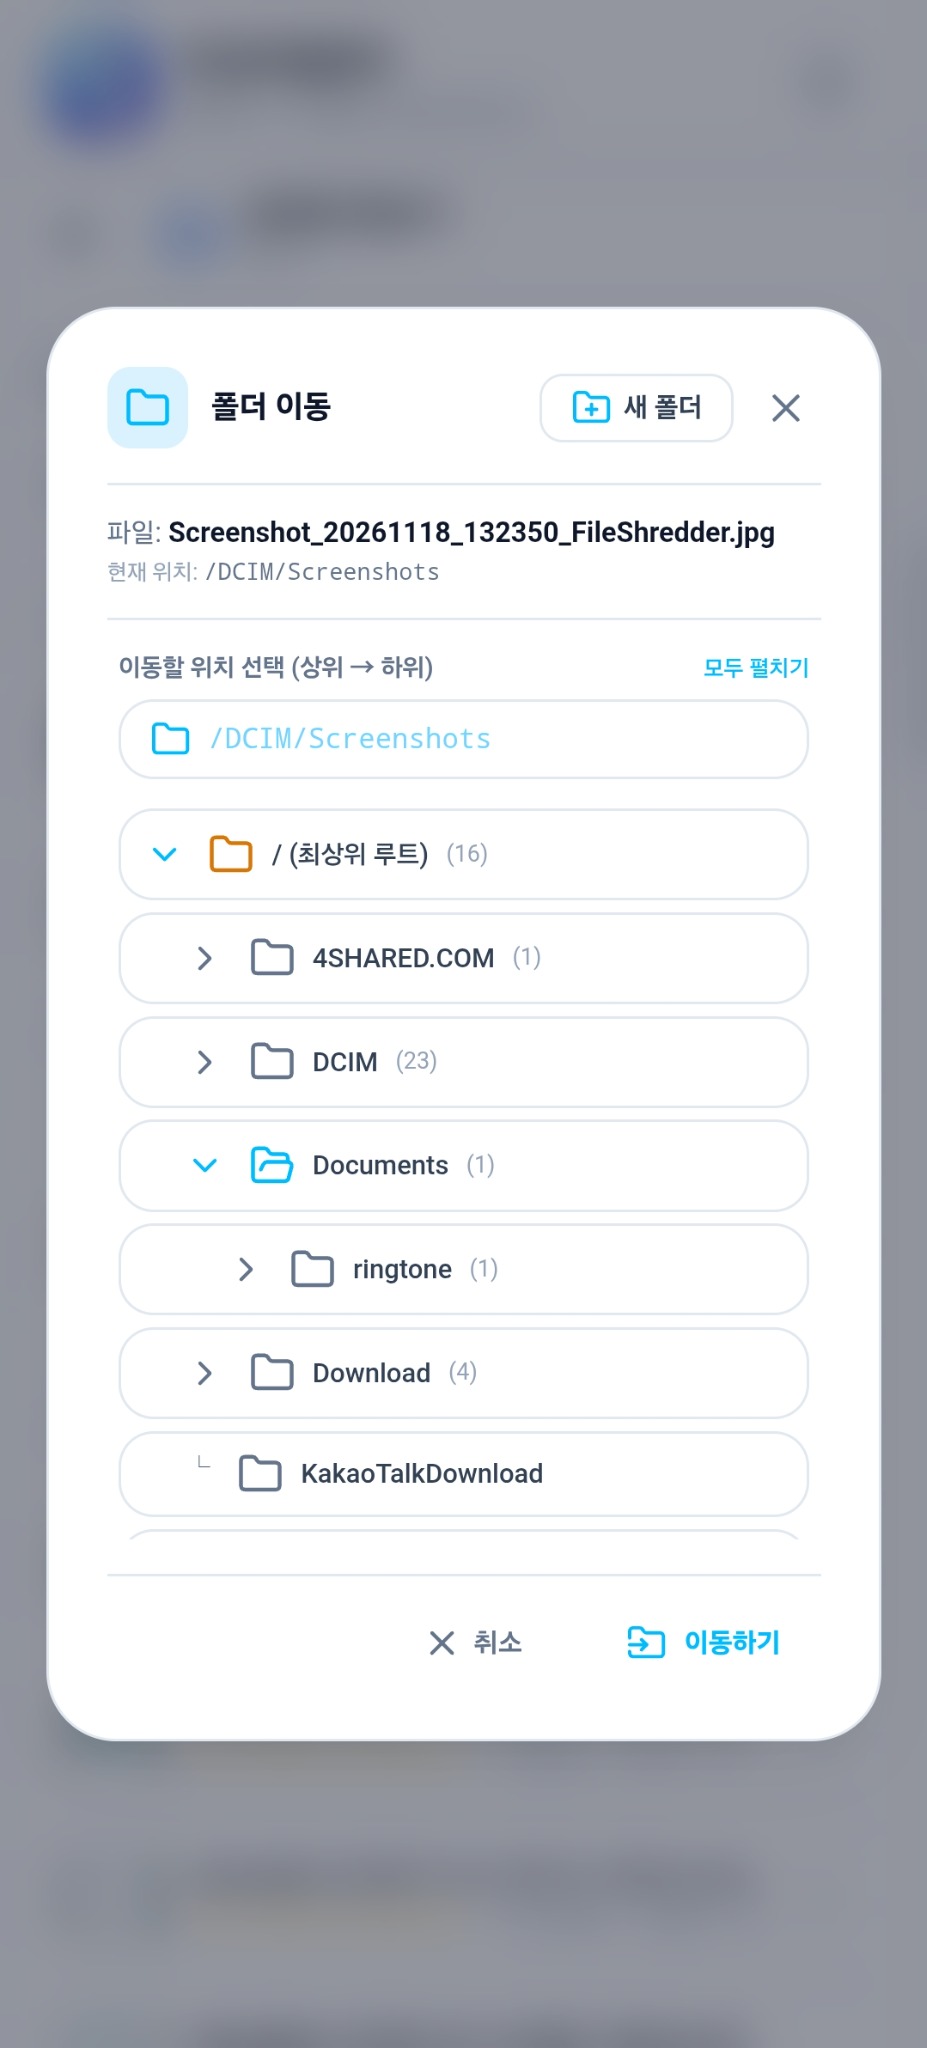 폴더 이동
새 폴더
파일: Screenshot_20261118_132350_FileShredder.jpg
현재 위치: /DCIM/Screenshots
이동할 위치 선택 (상위 → 하위)
모두 펼치기
/DCIM/Screenshots
/ (최상위 루트) (16)
4SHARED.COM (1)
DCIM (23)
Documents (1)
ringtone (1)
Download (4)
KakaoTalkDownload
취소
이동하기